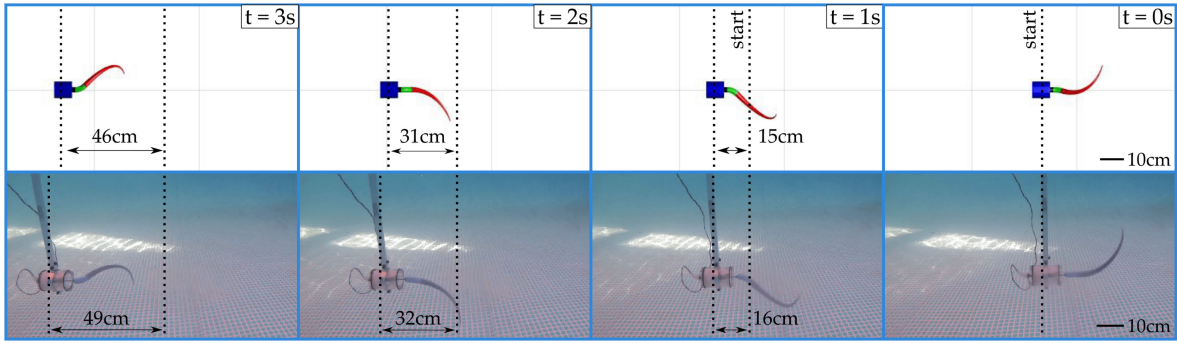 t = 3s
t = 2s
start
t = 1s
start
t = 0s
46cm
31cm
15cm
10cm
49cm
32cm
16cm
10cm